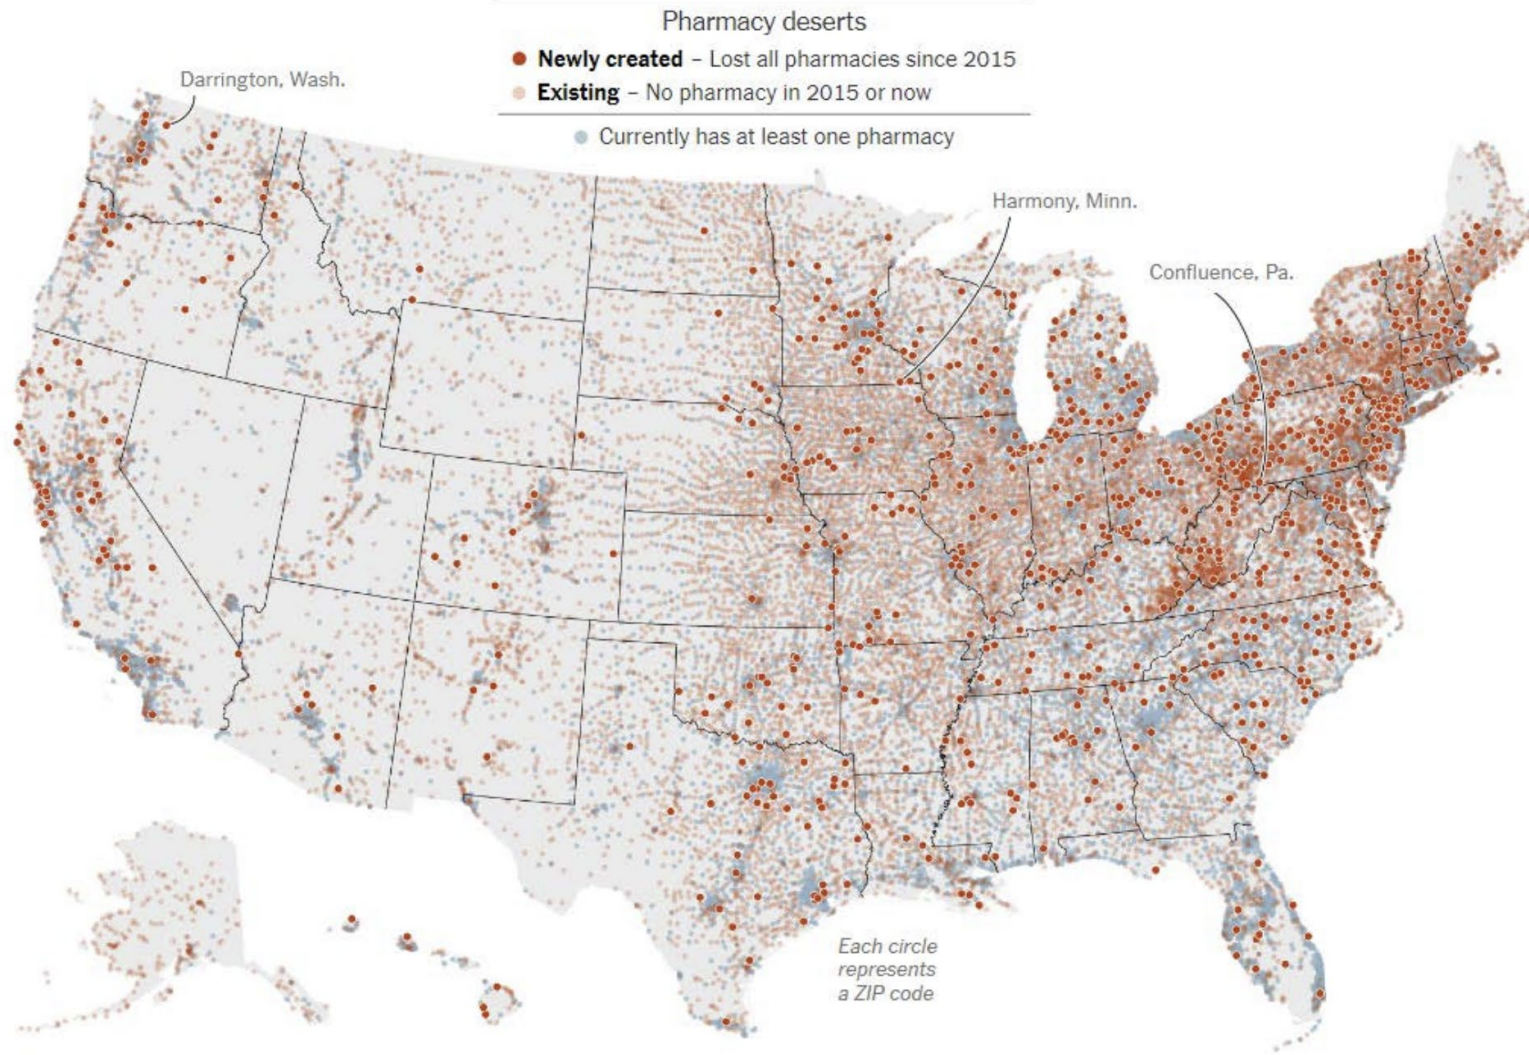 Pharmacy deserts
Newly created – Lost all pharmacies since 2015
Existing – No pharmacy in 2015 or now
Currently has at least one pharmacy
Darrington, Wash.
Harmony, Minn.
Confluence, Pa.
Each circle
represents
a ZIP code